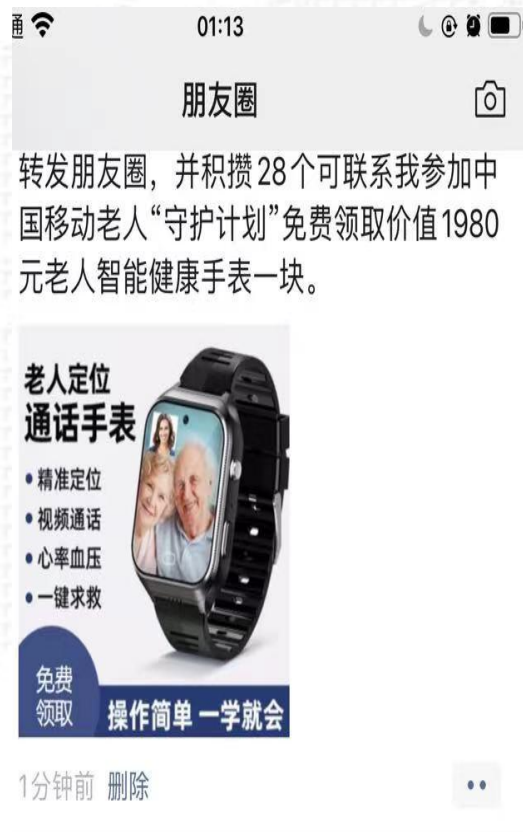 通
01:13
朋友圈
转发朋友圈，并积攒28个可联系我参加中
国移动老人“守护计划”免费领取价值1980
元老人智能健康手表一块。
老人定位
通话手表
•精准定位
•视频通话
•心率血压
•一键求救
免费
领取
操作简单 一学就会
1分钟前 删除